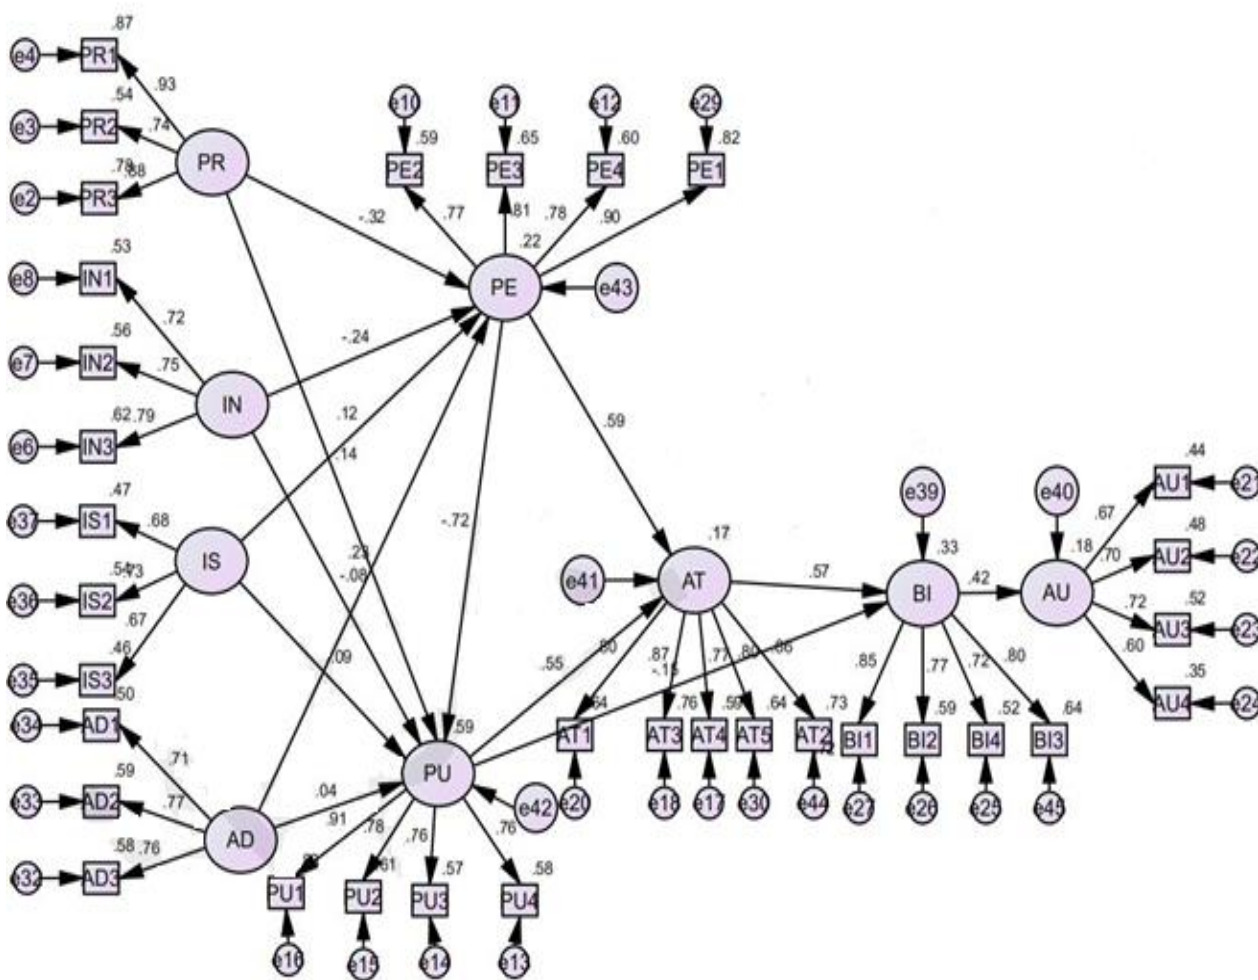 .87
e4 PR1
.93
.54
e3 PR2 .74
PR
e2 PR3 .88
.53
e8 IN1
.72
.56
e7 IN2 .75
IN
.62 .79
e6 IN3
.47
e37 IS1 .68
IS
.73
e36 IS2
.67
.46
e35 IS3
.50
e34 AD1
.71
.59
e33 AD2 .77
AD
.58 .76
e32 AD3
e10 e11 e12 e29
.59 .65 .60 .82
PE2 PE3 PE4 PE1
.77 .81 .78 .90
.22
PE e43
-.32
-.24
.12
.14
-.72
.59
-.08
.09
.04
.59
PU e42
.91 .78 .76 .76
.61 .57 .58
PU1 PU2 PU3 PU4
e16 e15 e14 e13
.17
e41 AT
.55
.80 .87 .77 .80
.64 .76 .59 .64 .73
AT1 AT3 AT4 AT5 AT2
e20 e18 e17 e30 e44
.57
e39
.33
BI
.85 .77 .72 .80
.59 .52 .64
BI1 BI2 BI4 BI3
e27 e26 e25 e45
.42
e40
.18
AU
.44
.67 AU1 e21
.48
.70 AU2 e22
.52
.72 AU3 e23
.35
.60 AU4 e24